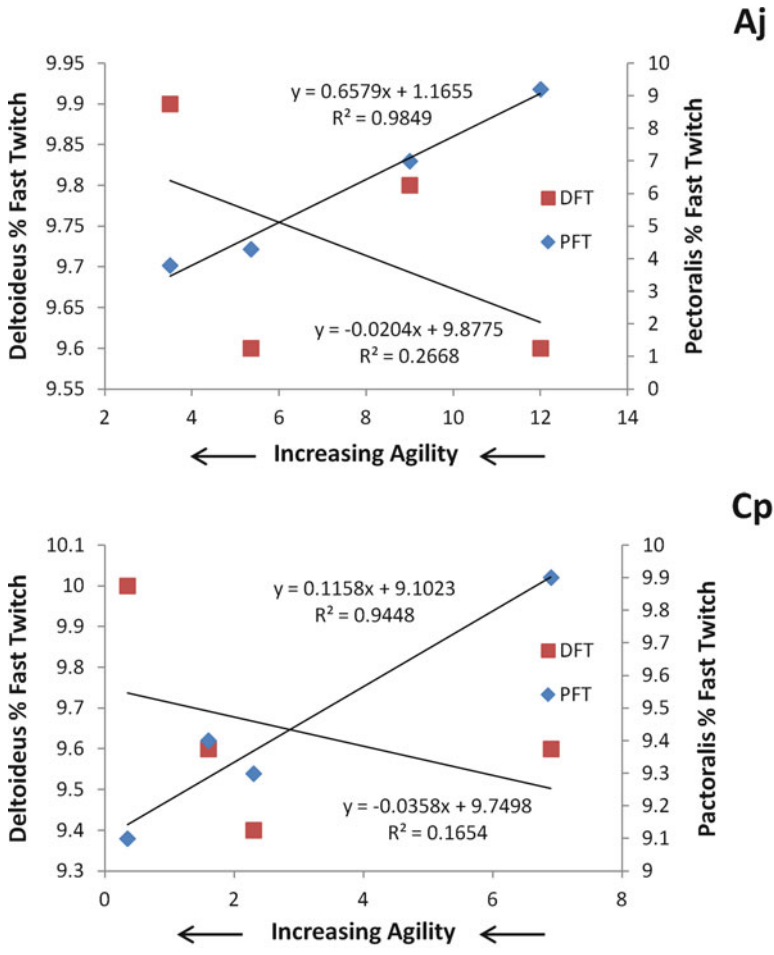 Aj
9.95
9.9
9.85
9.8
9.75
9.7
9.65
9.6
9.55
Deltoideus % Fast Twitch
y = 0.6579x + 1.1655
R² = 0.9849
DFT
PFT
y = -0.0204x + 9.8775
R² = 0.2668
10
9
8
7
6
5
4
3
2
1
0
Pectoralis % Fast Twitch
2 4 6 8 10 12 14
Increasing Agility
Cp
10.1
10
9.9
9.8
9.7
9.6
9.5
9.4
9.3
Deltoideus % Fast Twitch
y = 0.1158x + 9.1023
R² = 0.9448
DFT
PFT
y = -0.0358x + 9.7498
R² = 0.1654
10
9.9
9.8
9.7
9.6
9.5
9.4
9.3
9.2
9.1
9
Pactoralis % Fast Twitch
0 2 4 6 8
Increasing Agility